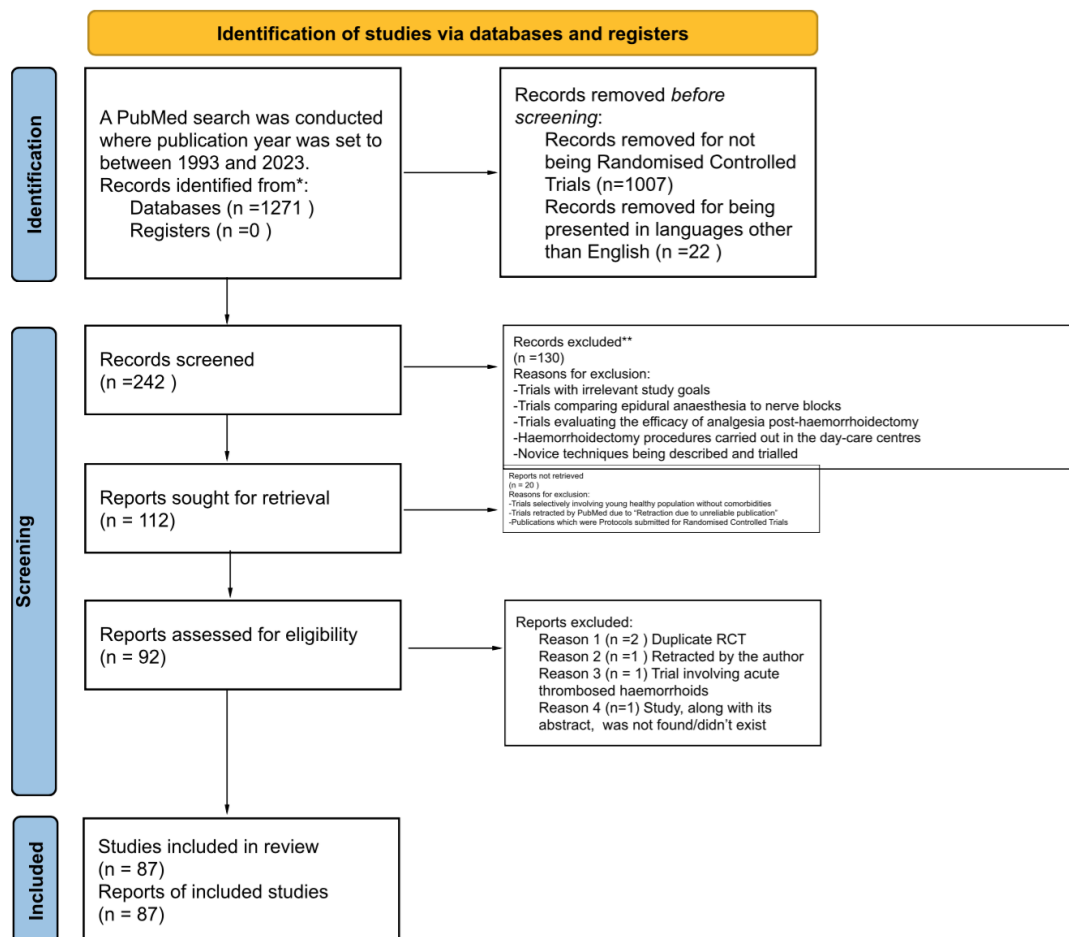 Identification of studies via databases and registers
Identification
A PubMed search was conducted
where publication year was set to
between 1993 and 2023.
Records identified from*:
Databases (n =1271 )
Registers (n =0 )
Records removed before
screening:
Records removed for not
being Randomised Controlled
Trials (n=1007)
Records removed for being
presented in languages other
than English (n =22 )
Screening
Records screened
(n =242 )
Records excluded**
(n =130)
Reasons for exclusion:
-Trials with irrelevant study goals
-Trials comparing epidural anaesthesia to nerve blocks
-Trials evaluating the efficacy of analgesia post-haemorrhoidectomy
-Haemorrhoidectomy procedures carried out in the day-care centres
-Novice techniques being described and trialled
Reports sought for retrieval
(n = 112)
Reports not retrieved
(n = 20 )
Reasons for exclusion:
-Trials selectively involving young healthy population without comorbidities
-Trials retracted by PubMed due to “Retraction due to unreliable publication”
-Publications which were Protocols submitted for Randomised Controlled Trials
Reports assessed for eligibility
(n = 92)
Reports excluded:
Reason 1 (n =2 ) Duplicate RCT
Reason 2 (n =1 ) Retracted by the author
Reason 3 (n = 1) Trial involving acute
thrombosed haemorrhoids
Reason 4 (n=1) Study, along with its
abstract,  was not found/didn’t exist
Included
Studies included in review
(n = 87)
Reports of included studies
(n = 87)